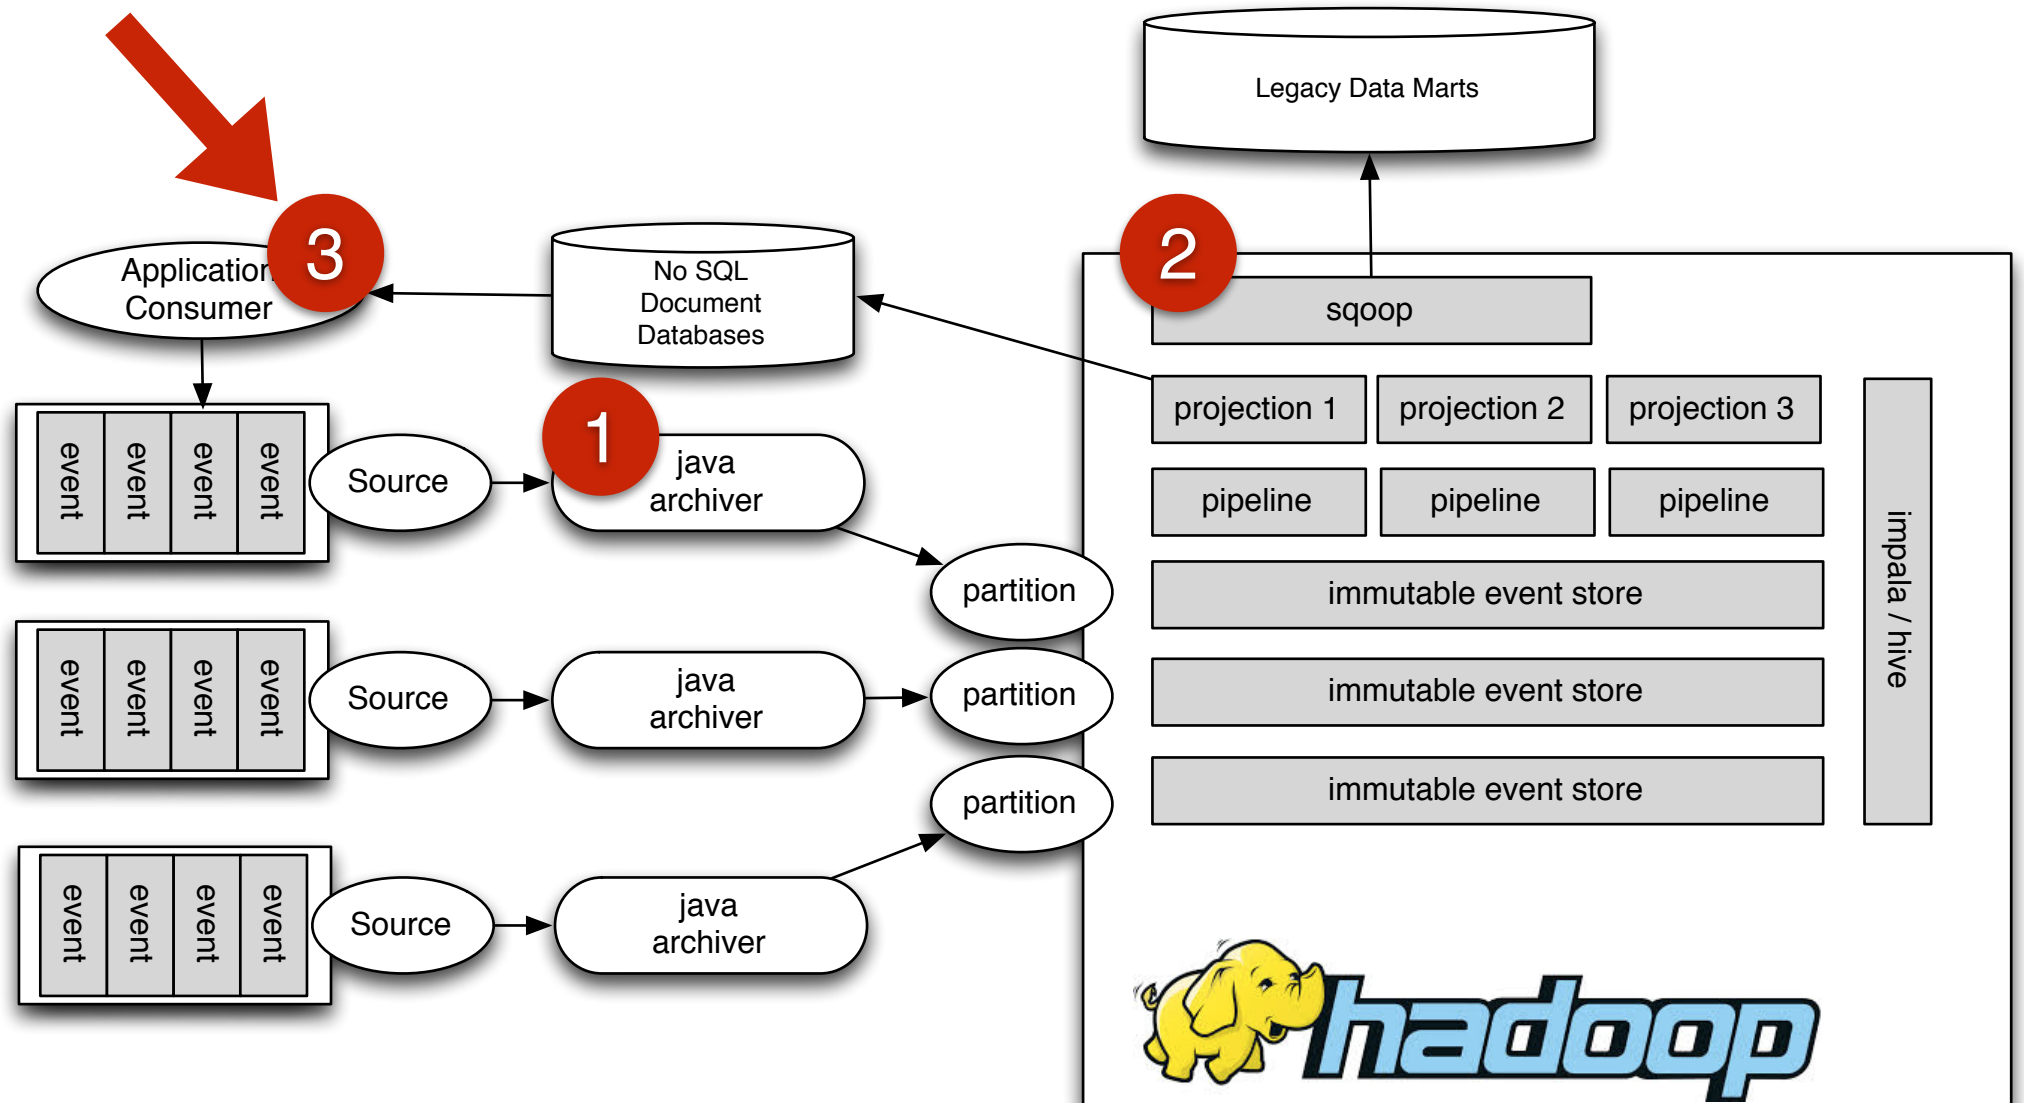 Legacy Data Marts
3
Application
Consumer
No SQL
Document
Databases
2
sqoop
projection 1
projection 2
projection 3
event
event
event
event
Source
1
java
archiver
pipeline
pipeline
pipeline
impala / hive
partition
immutable event store
event
event
event
event
Source
java
archiver
partition
immutable event store
partition
immutable event store
event
event
event
event
Source
java
archiver
hadoop